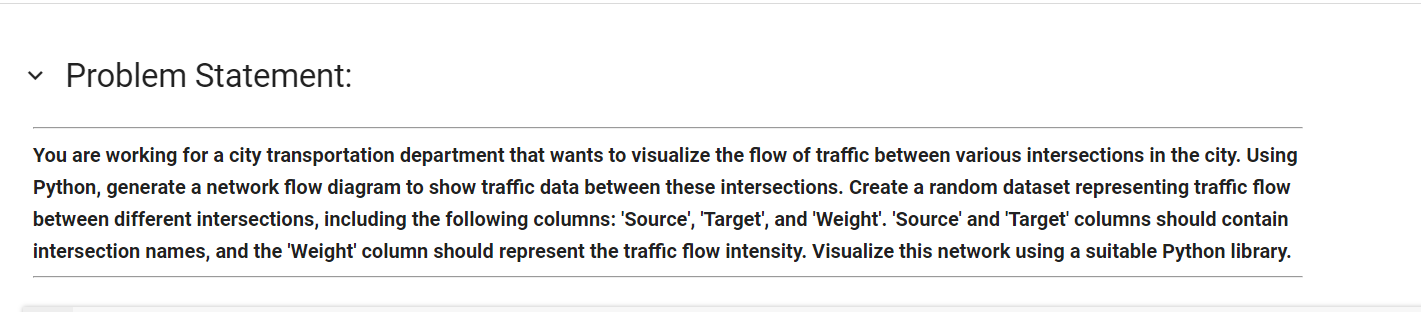 Problem Statement:
You are working for a city transportation department that wants to visualize the flow of traffic between various intersections in the city. Using
Python, generate a network flow diagram to show traffic data between these intersections. Create a random dataset representing traffic flow
between different intersections, including the following columns: 'Source', 'Target', and 'Weight'. 'Source' and 'Target' columns should contain
intersection names, and the 'Weight' column should represent the traffic flow intensity. Visualize this network using a suitable Python library.